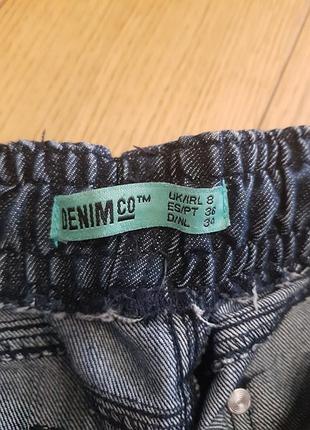 DENIM CO™
UK/IRL 8
ES/PT 36
D/NL 34